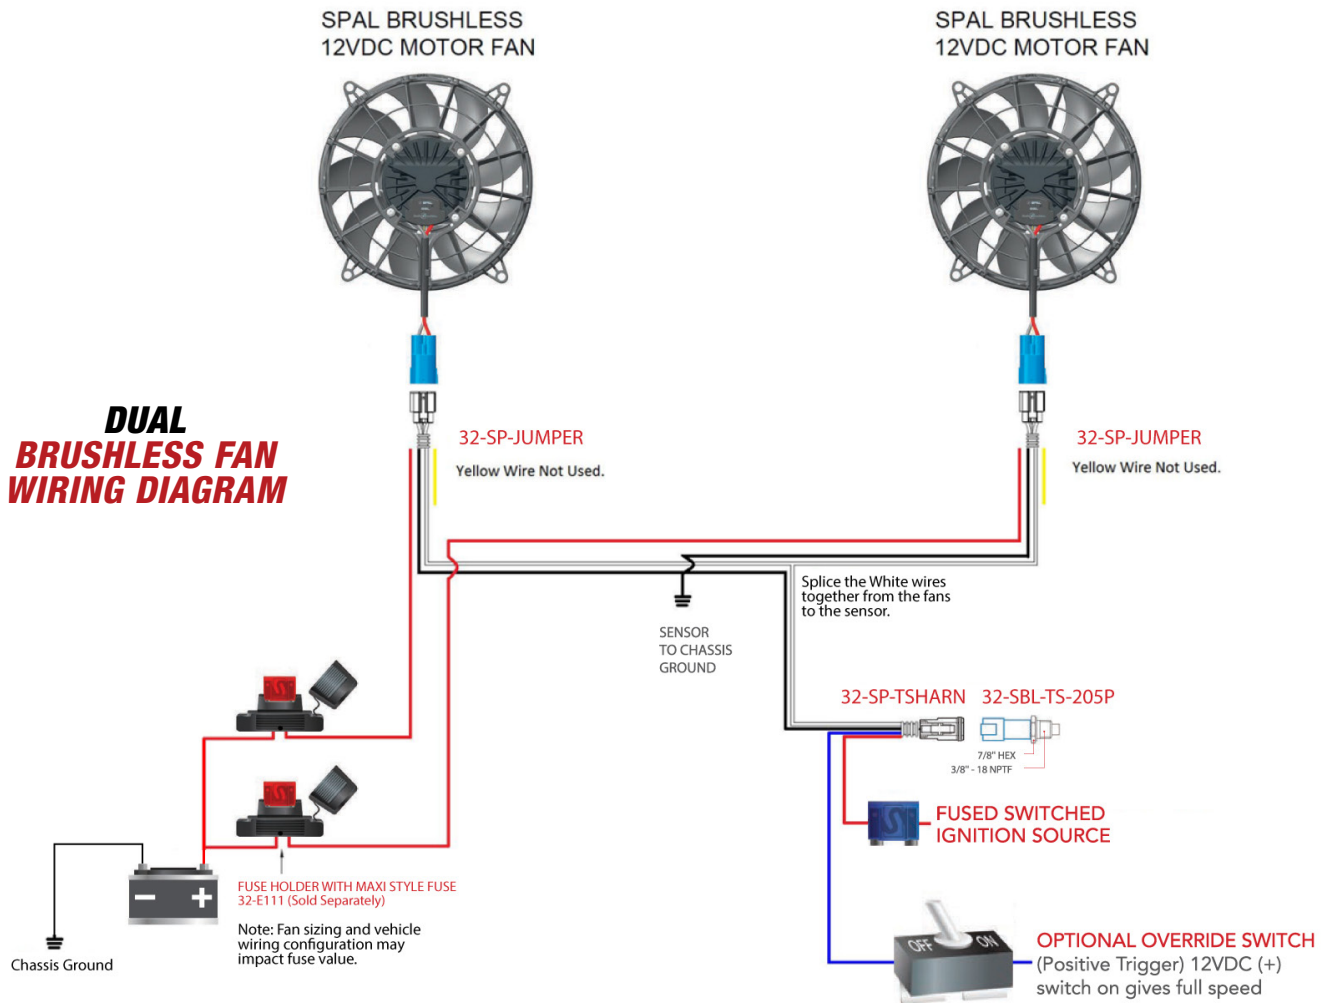 SPAL BRUSHLESS
12VDC MOTOR FAN
SPAL BRUSHLESS
12VDC MOTOR FAN
DUAL
BRUSHLESS FAN
WIRING DIAGRAM
32-SP-JUMPER
Yellow Wire Not Used.
32-SP-JUMPER
Yellow Wire Not Used.
Splice the White wires
together from the fans
to the sensor.
SENSOR
TO CHASSIS
GROUND
32-SP-TSHARN
32-SBL-TS-205P
7/8" HEX
3/8" - 18 NPTF
FUSED SWITCHED
IGNITION SOURCE
FUSE HOLDER WITH MAXI STYLE FUSE
32-E111 (Sold Separately)
Note: Fan sizing and vehicle
wiring configuration may
impact fuse value.
Chassis Ground
OFF
ON
OPTIONAL OVERRIDE SWITCH
(Positive Trigger) 12VDC (+)
switch on gives full speed